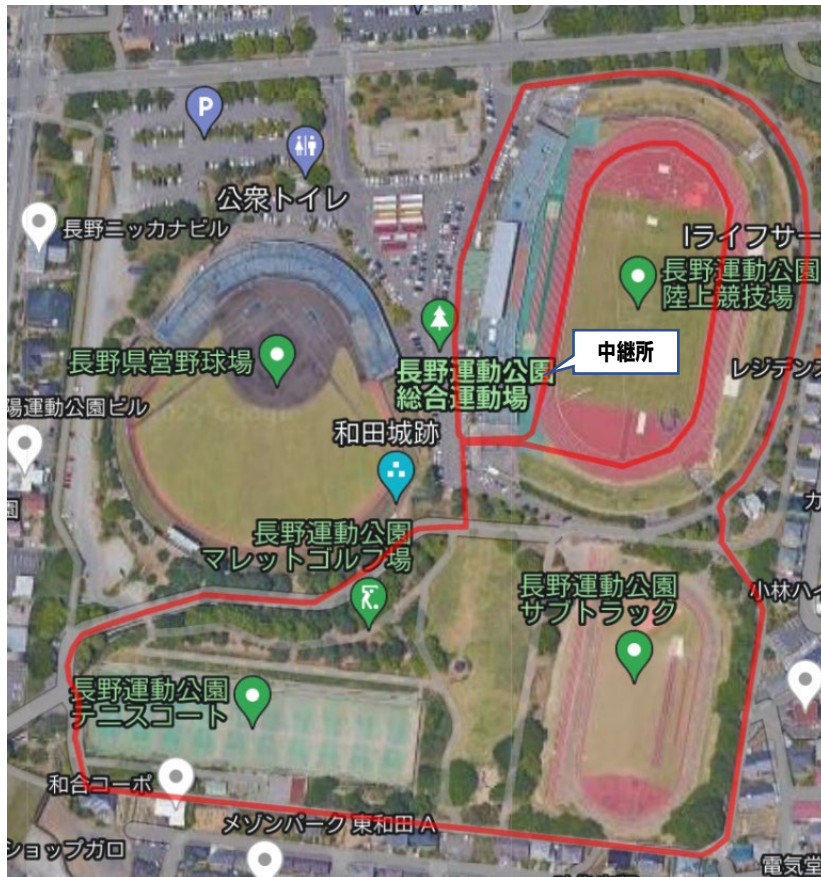 P
公衆トイレ
長野ニッカナビル
Iライフサー
長野運動公園
陸上競技場
長野県営野球場
中継所
長野運動公園
総合運動場
レジデンス
陽運動公園ビル
和田城跡
園
カ
長野運動公園
マレットゴルフ場
長野運動公園
サブトラック
小林ハイ
長野運動公園
テニスコート
和合コーポ
メゾンパーク 東和田 A
ショップガロ
電気堂